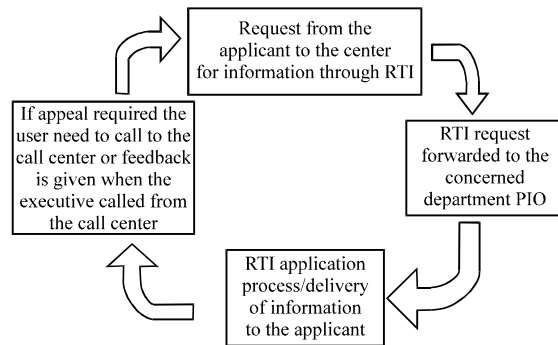 Request from the
applicant to the center
for information through RTI
RTI request
forwarded to the
concerned
department PIO
RTI application
process/delivery
of information
to the applicant
If appeal required the
user need to call to the
call center or feedback
is given when the
executive called from
the call center